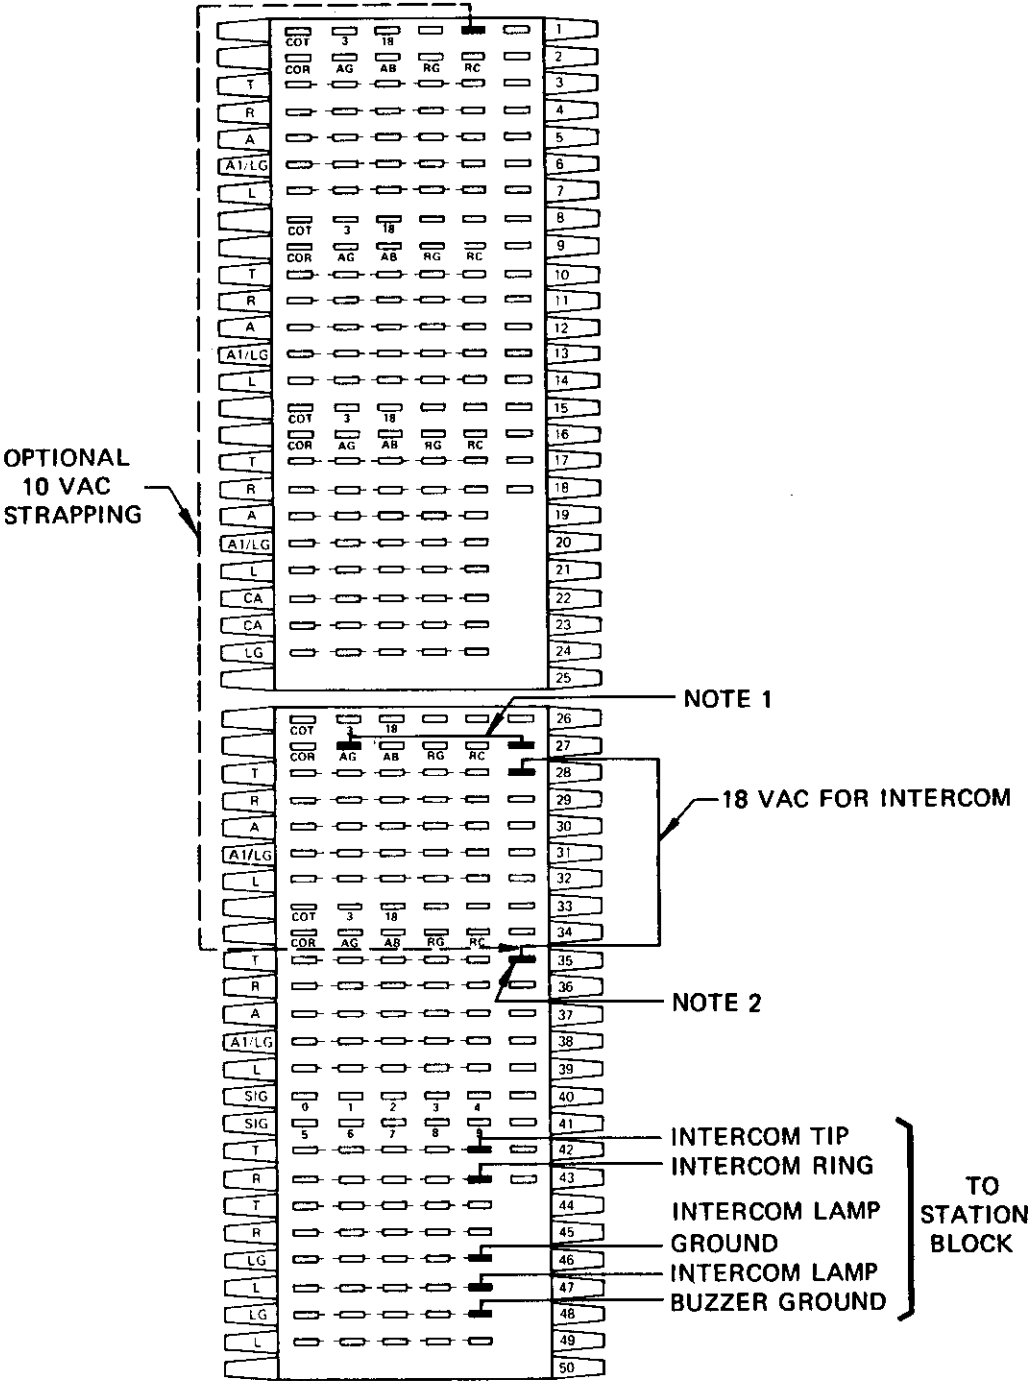 1
COT 3 18
2
COR AG AB RG RC
T 3
R 4
A 5
A1/LG 6
L 7
8
COT 3 18
9
COR AG AB RG RC
T 10
R 11
A 12
A1/LG 13
L 14
15
COT 3 18
16
COR AG AB RG RC
T 17
R 18
A 19
A1/LG 20
L 21
CA 22
CA 23
LG 24
25
OPTIONAL
10 VAC
STRAPPING
NOTE 1
26
COT 3 18
27
COR AG AB RG RC
T 28
18 VAC FOR INTERCOM
R 29
A 30
A1/LG 31
L 32
33
COT 3 18
34
COR AG AB RG RC
T 35
R 36
NOTE 2
A 37
A1/LG 38
L 39
SIG 40
0 1 2 3 4
SIG 41
5 6 7 8 9
T 42
R 43
T 44
R 45
LG 46
L 47
LG 48
L 49
50
INTERCOM TIP
INTERCOM RING
INTERCOM LAMP
GROUND
INTERCOM LAMP
BUZZER GROUND
TO
STATION
BLOCK